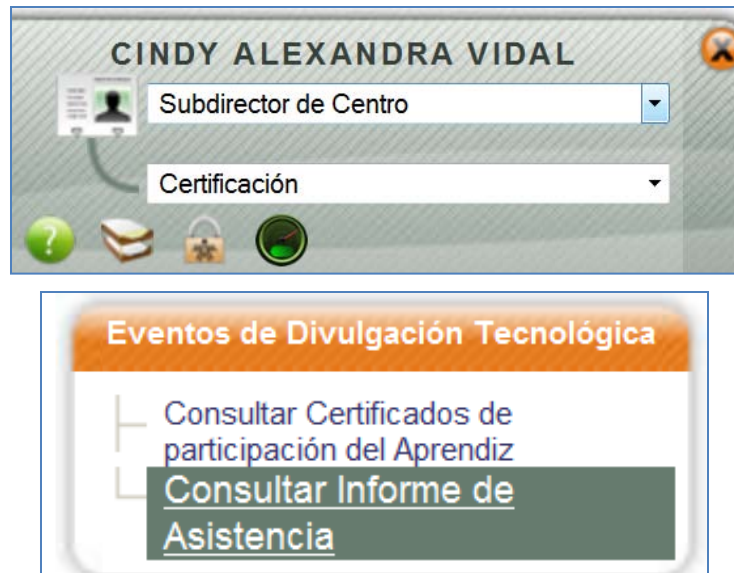 CINDY ALEXANDRA VIDAL
Subdirector de Centro
Certificación
?
Eventos de Divulgación Tecnológica
Consultar Certificados de
participación del Aprendiz
Consultar Informe de
Asistencia